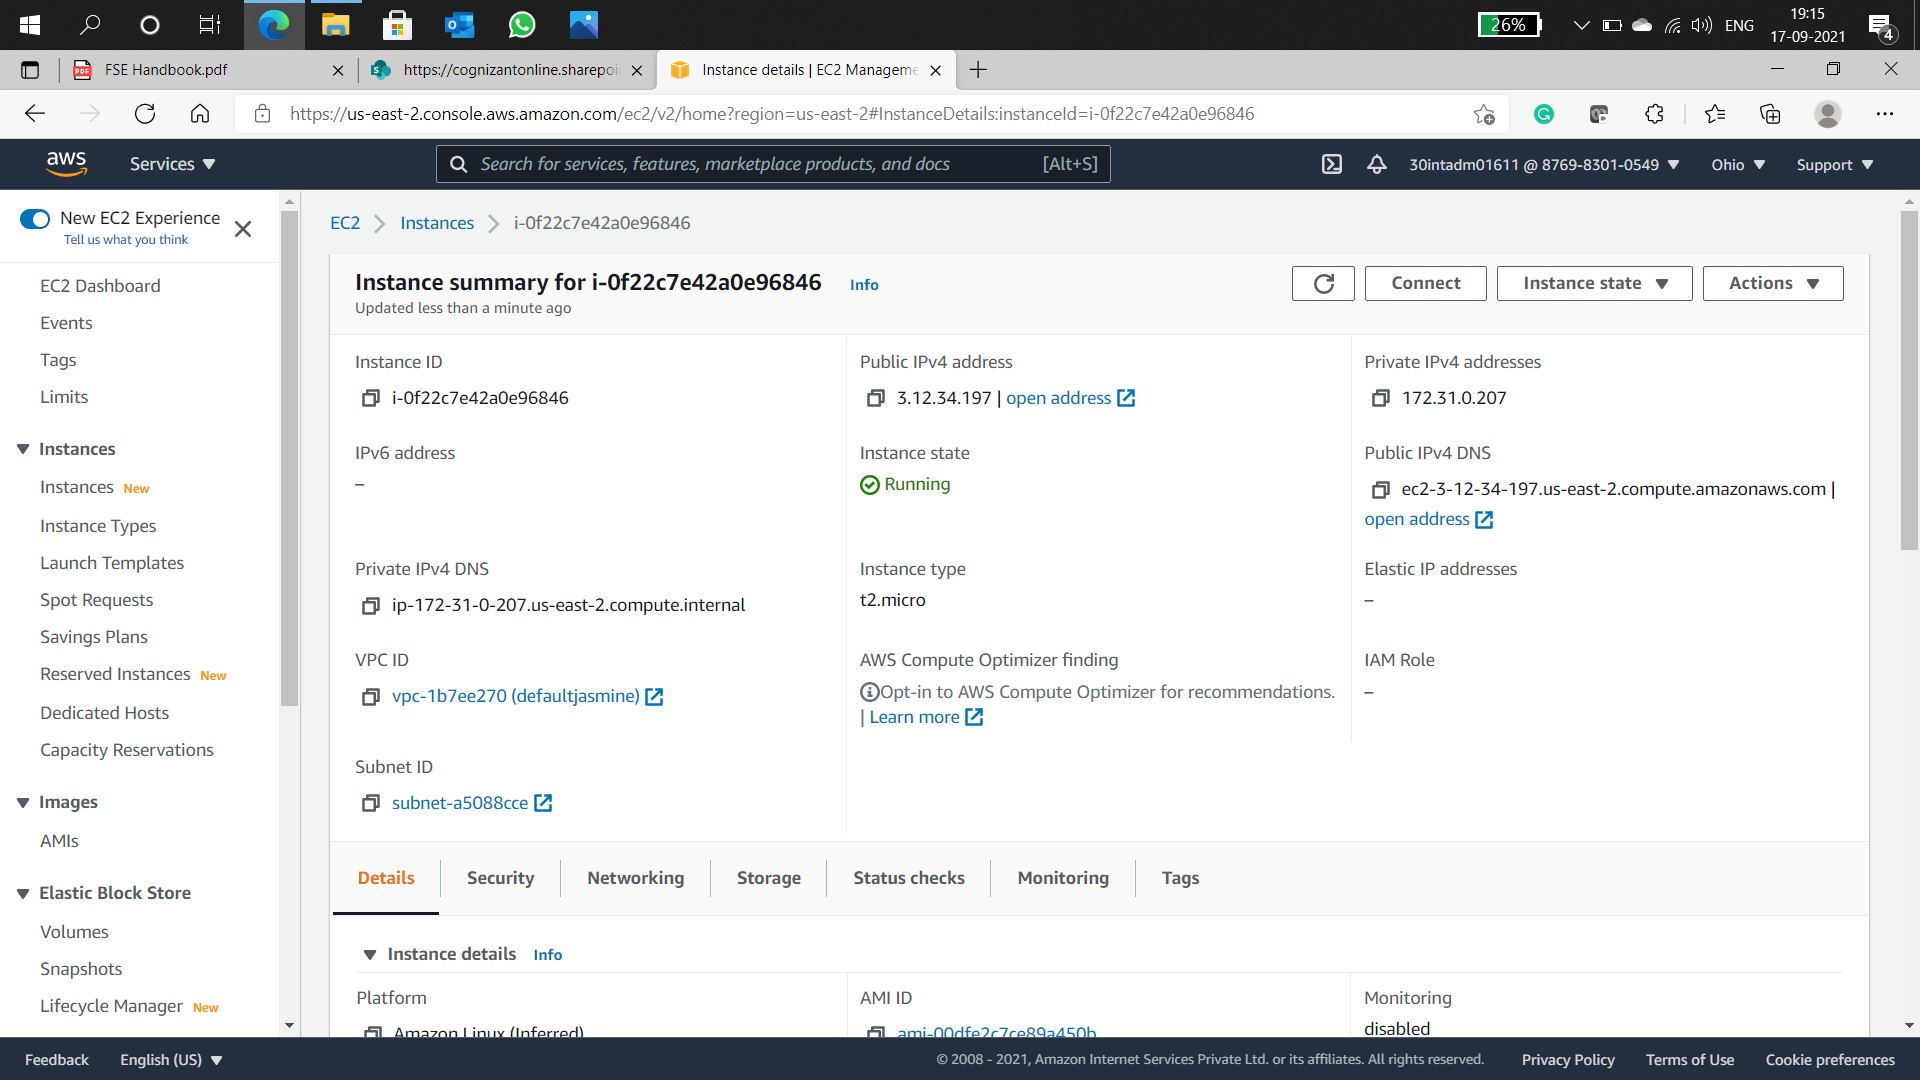 26%
ENG
19:15
17-09-2021
4
FSE Handbook.pdf
https://cognizantonline.sharepoi
Instance details | EC2 Manageme
https://us-east-2.console.aws.amazon.com/ec2/v2/home?region=us-east-2#InstanceDetails:instanceId=i-0f22c7e42a0e96846
aws
Services
Search for services, features, marketplace products, and docs [Alt+S]
30intadm01611 @ 8769-8301-0549
Ohio
Support
New EC2 Experience
Tell us what you think
EC2 Dashboard
Events
Tags
Limits
Instances
Instances New
Instance Types
Launch Templates
Spot Requests
Savings Plans
Reserved Instances New
Dedicated Hosts
Capacity Reservations
Images
AMIs
Elastic Block Store
Volumes
Snapshots
Lifecycle Manager New
EC2 > Instances > i-0f22c7e42a0e96846
Instance summary for i-0f22c7e42a0e96846 Info
Updated less than a minute ago
Connect
Instance state
Actions
Instance ID
i-0f22c7e42a0e96846
Public IPv4 address
3.12.34.197 | open address
Private IPv4 addresses
172.31.0.207
IPv6 address
–
Instance state
Running
Public IPv4 DNS
ec2-3-12-34-197.us-east-2.compute.amazonaws.com |
open address
Private IPv4 DNS
ip-172-31-0-207.us-east-2.compute.internal
Instance type
t2.micro
Elastic IP addresses
–
VPC ID
vpc-1b7ee270 (defaultjasmine)
AWS Compute Optimizer finding
Opt-in to AWS Compute Optimizer for recommendations.
| Learn more
IAM Role
–
Subnet ID
subnet-a5088cce
Details
Security
Networking
Storage
Status checks
Monitoring
Tags
Instance details Info
Platform
Amazon Linux (Inferred)
AMI ID
ami-00dfe2c7ce89a450b
Monitoring
disabled
Feedback
English (US)
© 2008 - 2021, Amazon Internet Services Private Ltd. or its affiliates. All rights reserved.
Privacy Policy
Terms of Use
Cookie preferences